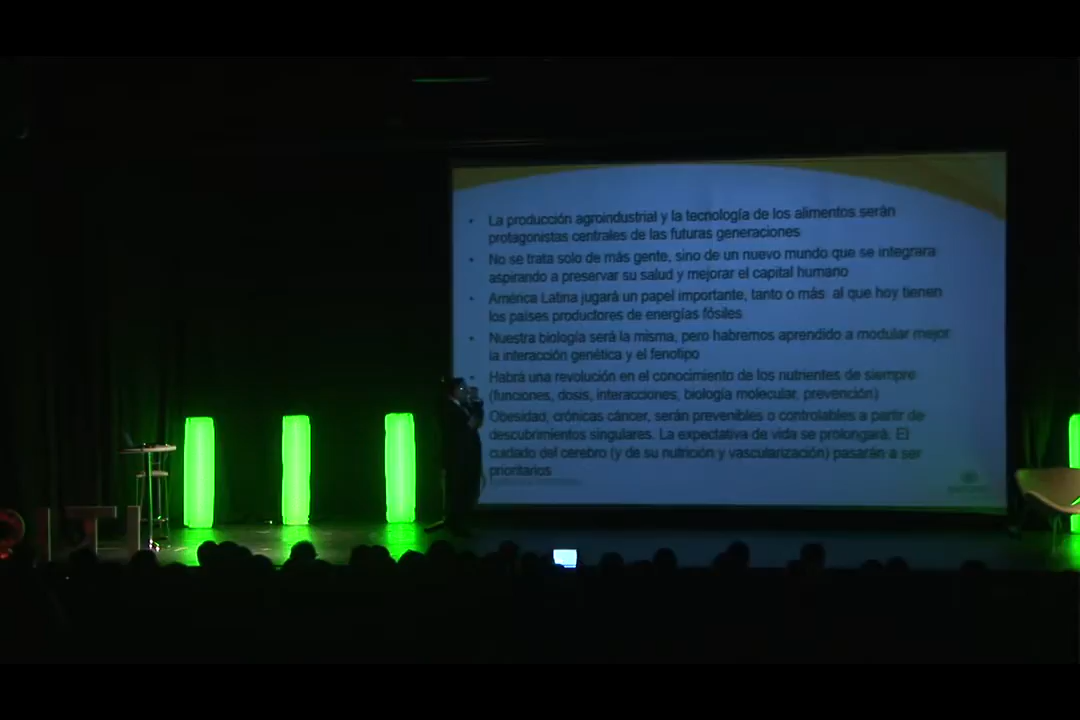 • La producción agroindustrial y la tecnología de los alimentos serán
protagonistas centrales de las futuras generaciones
• No se trata solo de más gente, sino de un nuevo mundo que se integrara
aspirando a preservar su salud y mejorar el capital humano
• América Latina jugará un papel importante, tanto o más al que hoy tienen
los países productores de energías fósiles
• Nuestra biología será la misma, pero habremos aprendido a modular mejor
la interacción genética y el fenotipo
• Habrá una revolución en el conocimiento de los nutrientes de siempre
(funciones, dosis, interacciones, biología molecular, prevención)
Obesidad, crónicas cáncer, serán prevenibles o controlables a partir de
descubrimientos singulares. La expectativa de vida se prolongará. El
cuidado del cerebro (y de su nutrición y vascularización) pasarán a ser
prioritarios